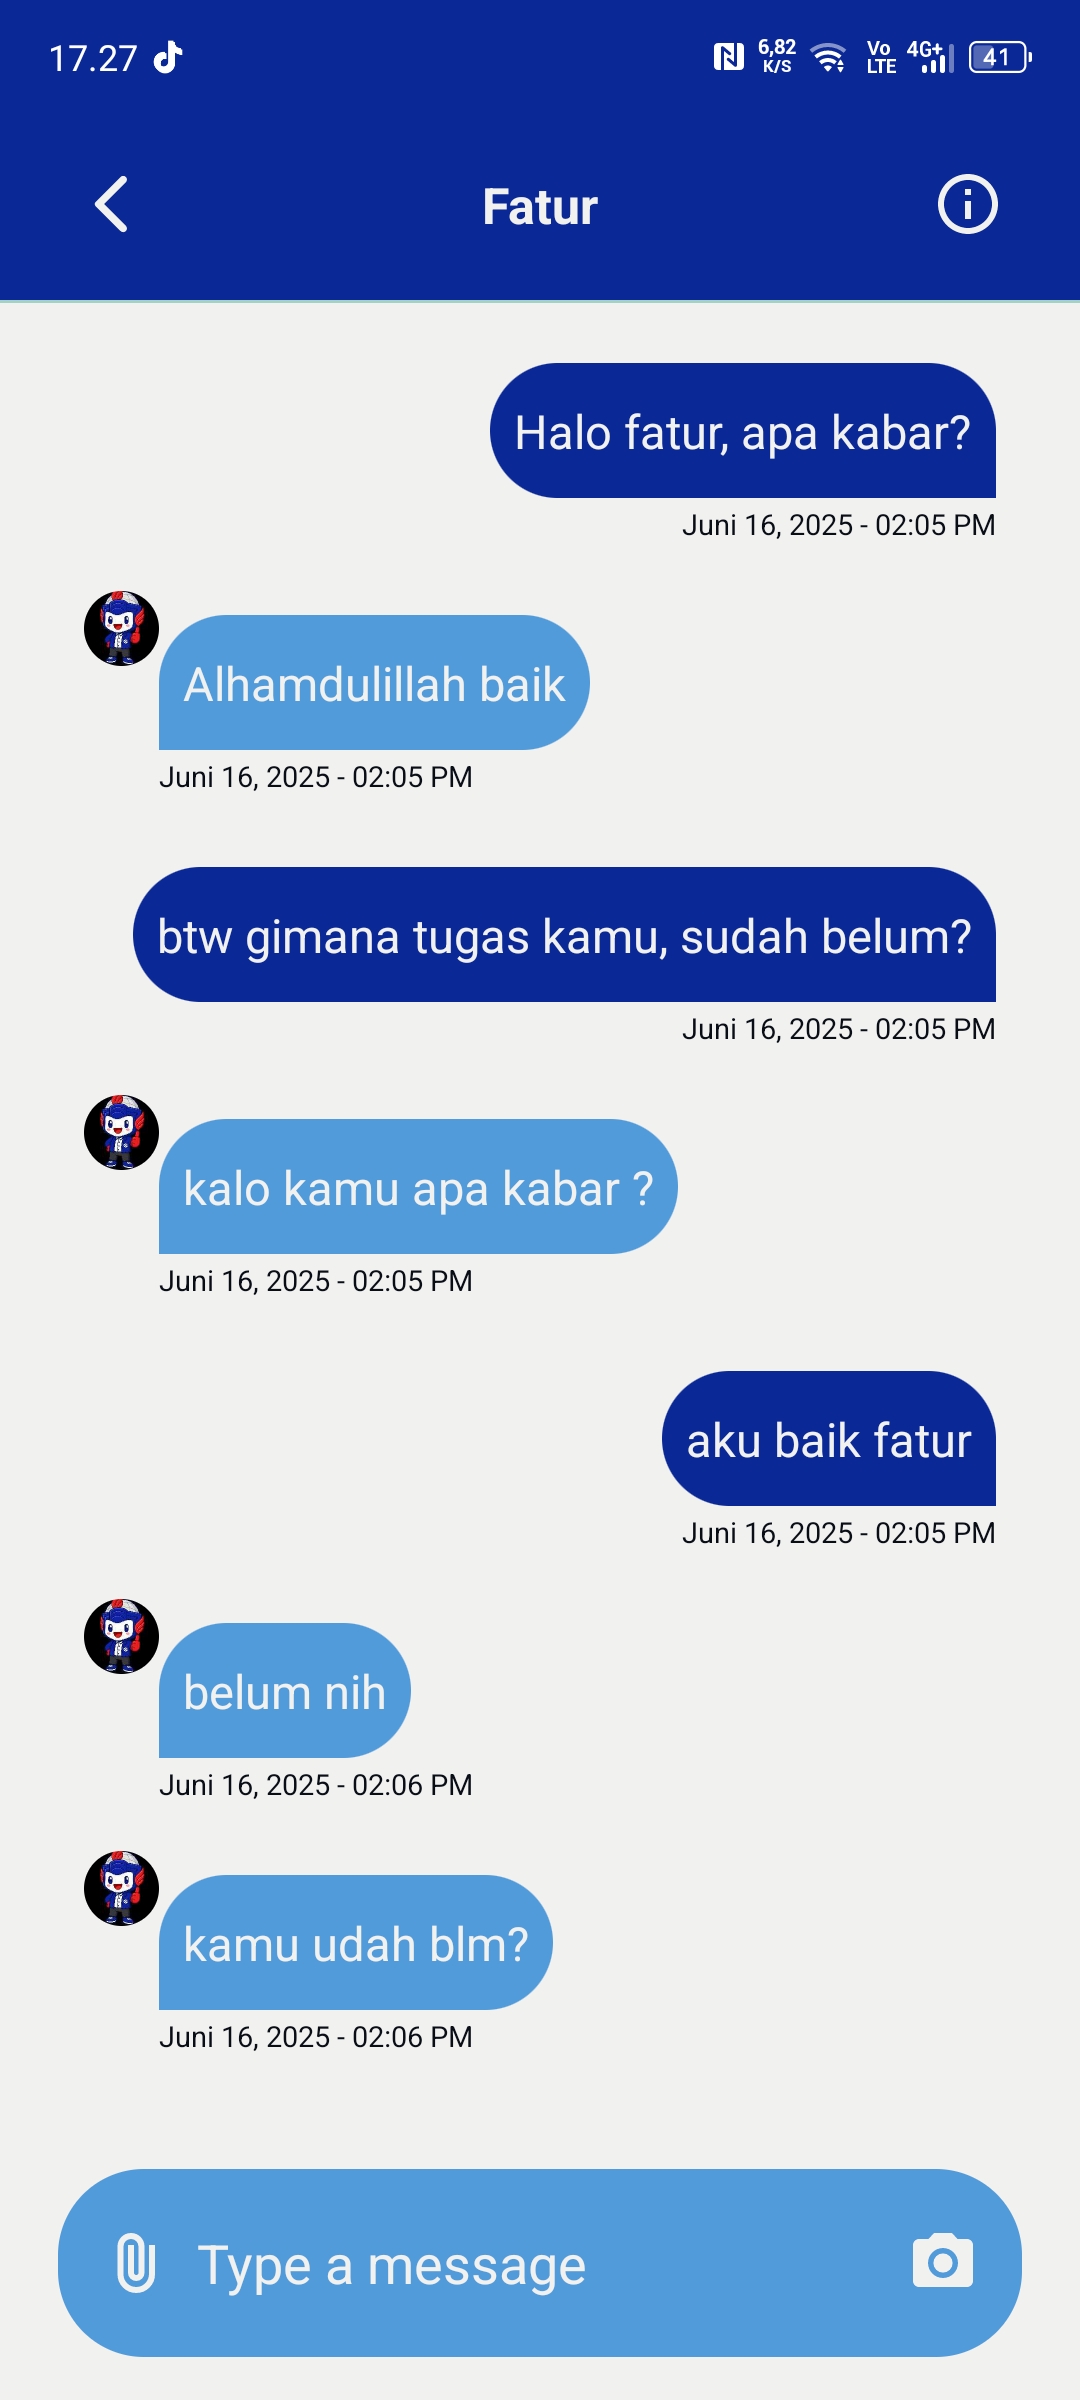 17.27
6,82
K/S
Vo
LTE
4G+
41
Fatur
Halo fatur, apa kabar?
Juni 16, 2025 - 02:05 PM
Alhamdulillah baik
Juni 16, 2025 - 02:05 PM
btw gimana tugas kamu, sudah belum?
Juni 16, 2025 - 02:05 PM
kalo kamu apa kabar ?
Juni 16, 2025 - 02:05 PM
aku baik fatur
Juni 16, 2025 - 02:05 PM
belum nih
Juni 16, 2025 - 02:06 PM
kamu udah blm?
Juni 16, 2025 - 02:06 PM
Type a message